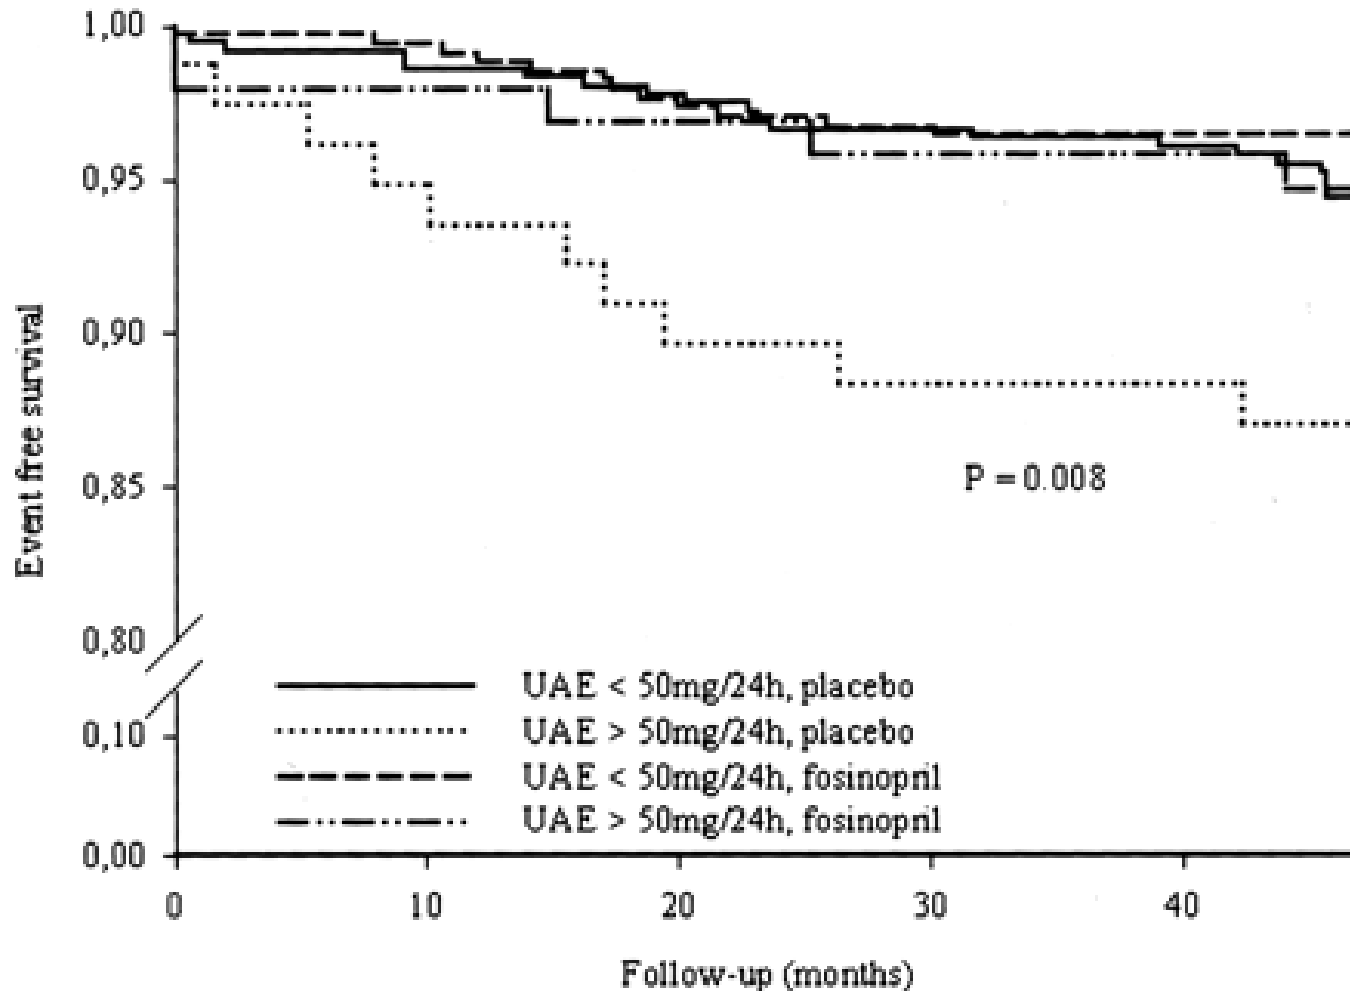 1,00
0,95
0,90
0,85
0,80
0,10
0,00
Event free survival
P = 0.008
UAE < 50mg/24h, placebo
UAE > 50mg/24h, placebo
UAE < 50mg/24h, fosinopril
UAE > 50mg/24h, fosinopril
0
10
20
30
40
Follow-up (months)